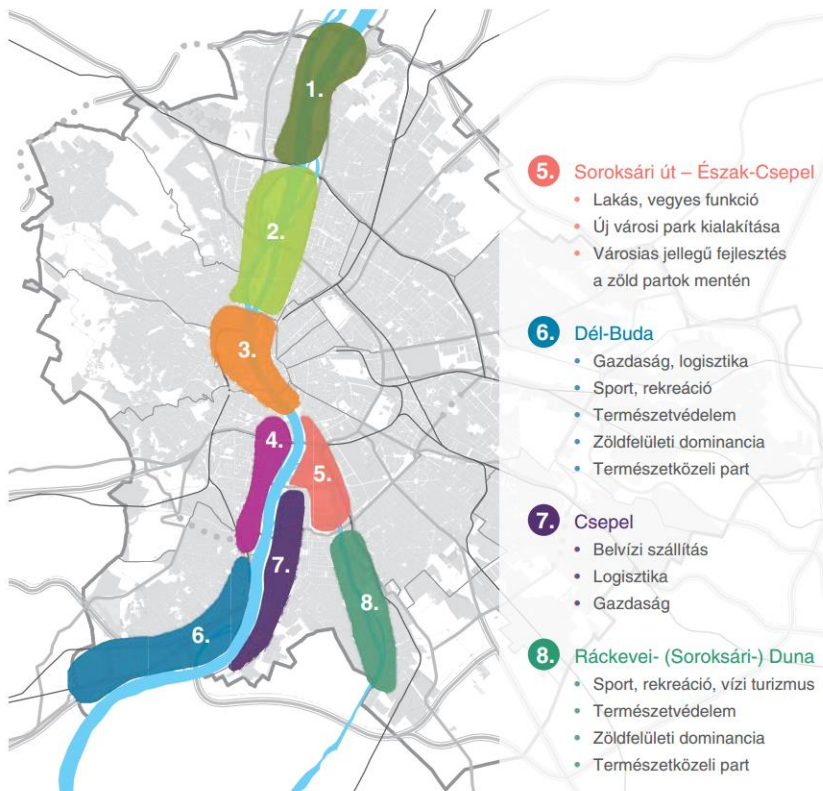 1.
2.
3.
4.
5.
6.
7.
8.
5. Soroksári út – Észak-Csepel
• Lakás, vegyes funkció
• Új városi park kialakítása
• Városias jellegű fejlesztés
a zöld partok mentén
6. Dél-Buda
• Gazdaság, logisztika
• Sport, rekreáció
• Természetvédelem
• Zöldfelületi dominancia
• Természetközeli part
7. Csepel
• Belvízi szállítás
• Logisztika
• Gazdaság
8. Ráckevei- (Soroksári-) Duna
• Sport, rekreáció, vízi turizmus
• Természetvédelem
• Zöldfelületi dominancia
• Természetközeli part